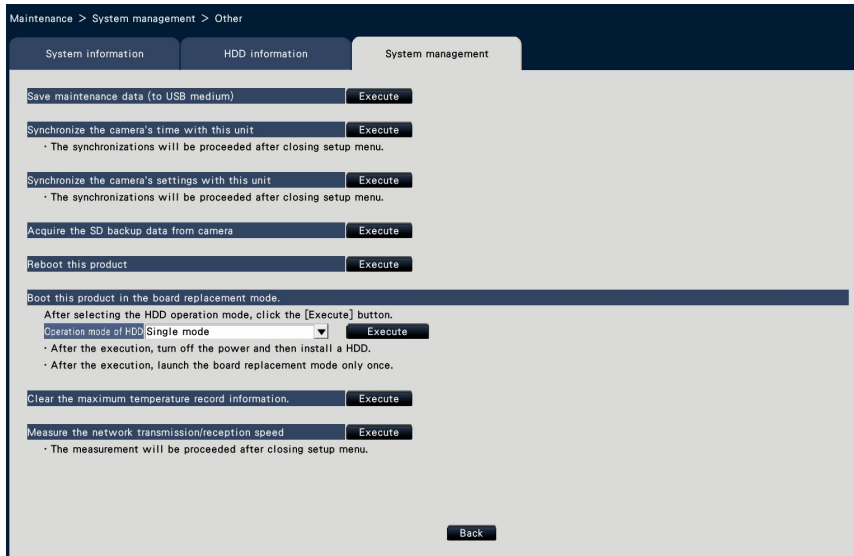 Maintenance > System management > Other
System information HDD information System management
Save maintenance data (to USB medium) Execute
Synchronize the camera's time with this unit Execute
・The synchronizations will be proceeded after closing setup menu.
Synchronize the camera's settings with this unit Execute
・The synchronizations will be proceeded after closing setup menu.
Acquire the SD backup data from camera Execute
Reboot this product Execute
Boot this product in the board replacement mode.
After selecting the HDD operation mode, click the [Execute] button.
Operation mode of HDD Single mode Execute
・After the execution, turn off the power and then install a HDD.
・After the execution, launch the board replacement mode only once.
Clear the maximum temperature record information. Execute
Measure the network transmission/reception speed Execute
・The measurement will be proceeded after closing setup menu.
Back